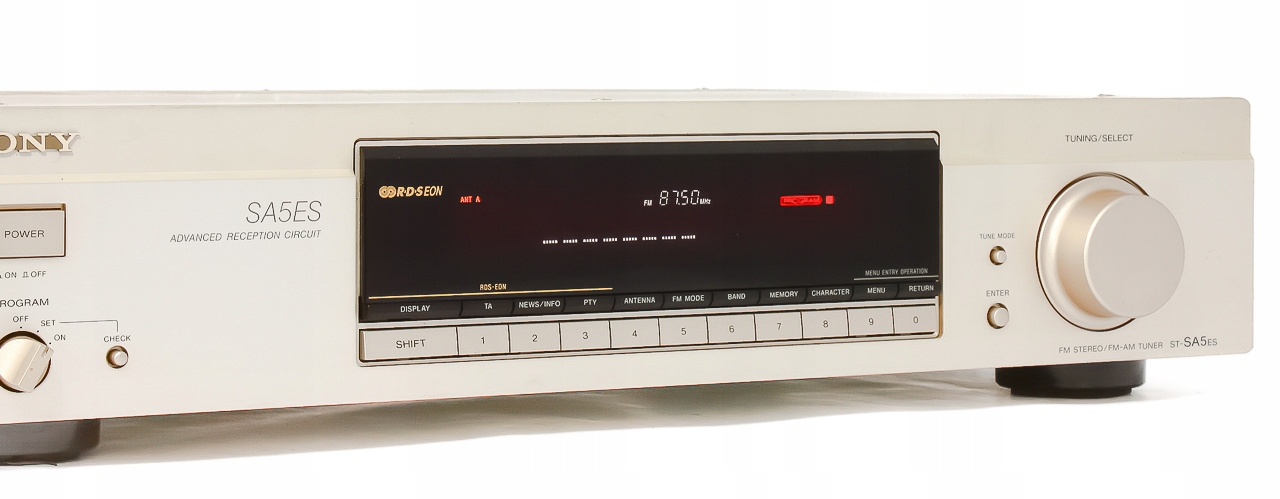 ONY
POWER
ON OFF
ROGRAM
OFF
SET
ON
CHECK
SA5ES
ADVANCED RECEPTION CIRCUIT
R·D·S EON
ANT A
FM 87.50 MHz
RDS-EON
MENU ENTRY OPERATION
DISPLAY TA NEWS/INFO PTY ANTENNA FM MODE BAND MEMORY CHARACTER MENU RETURN
SHIFT 1 2 3 4 5 6 7 8 9 0
TUNING/SELECT
TUNE MODE
ENTER
FM STEREO/FM-AM TUNER ST-SA5ES